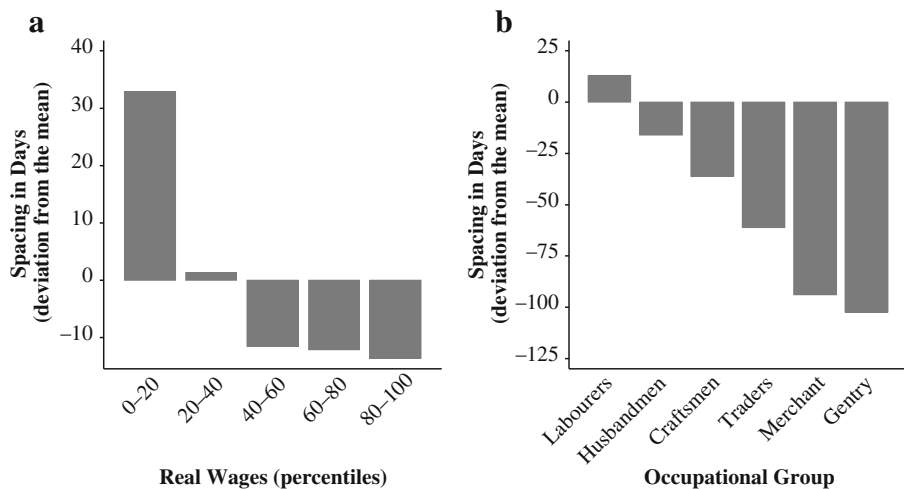 a
Spacing in Days
(deviation from the mean)
40
30
20
10
0
−10
0–20
20–40
40–60
60–80
80–100
Real Wages (percentiles)
b
Spacing in Days
(deviation from the mean)
25
0
−25
−50
−75
−100
−125
Labourers
Husbandmen
Craftsmen
Traders
Merchant
Gentry
Occupational Group